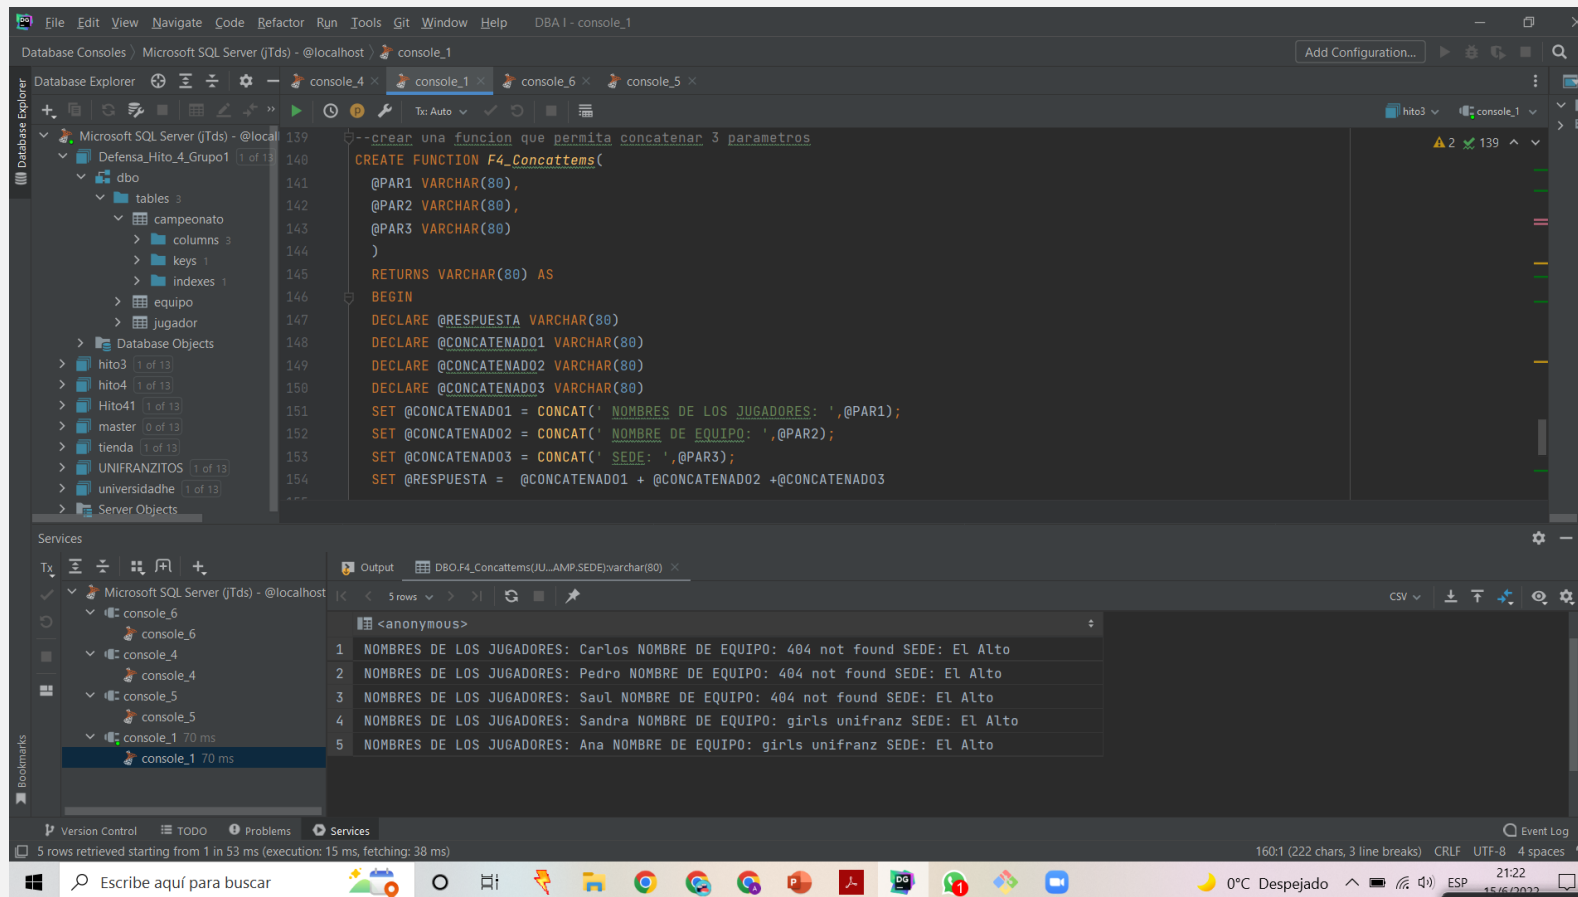 File Edit View Navigate Code Refactor Run Tools Git Window Help DBA I - console_1
Database Consoles Microsoft SQL Server (jTds) - @localhost console_1 Add Configuration...
Database Explorer console_4 console_1 console_6 console_5
Tx: Auto hito3 console_1
Database Explorer
Microsoft SQL Server (jTds) - @local
Defensa_Hito_4_Grupo1 1 of 13
dbo
tables 3
campeonato
columns 3
keys 1
indexes 1
equipo
jugador
Database Objects
hito3 1 of 13
hito4 1 of 13
Hito41 1 of 13
master 0 of 13
tienda 1 of 13
UNIFRANZITOS 1 of 13
universidadhe 1 of 13
Server Objects
2 139
139 --crear una funcion que permita concatenar 3 parametros
140 CREATE FUNCTION F4_Concattems(
141 @PAR1 VARCHAR(80),
142 @PAR2 VARCHAR(80),
143 @PAR3 VARCHAR(80)
144 )
145 RETURNS VARCHAR(80) AS
146 BEGIN
147 DECLARE @RESPUESTA VARCHAR(80)
148 DECLARE @CONCATENADO1 VARCHAR(80)
149 DECLARE @CONCATENADO2 VARCHAR(80)
150 DECLARE @CONCATENADO3 VARCHAR(80)
151 SET @CONCATENADO1 = CONCAT(' NOMBRES DE LOS JUGADORES: ',@PAR1);
152 SET @CONCATENADO2 = CONCAT(' NOMBRE DE EQUIPO: ',@PAR2);
153 SET @CONCATENADO3 = CONCAT(' SEDE: ',@PAR3);
154 SET @RESPUESTA = @CONCATENADO1 + @CONCATENADO2 +@CONCATENADO3
Services
Tx
Microsoft SQL Server (jTds) - @localhost
console_6
console_6
console_4
console_4
console_5
console_5
console_1 70 ms
console_1 70 ms
Output DBO.F4_Concattems(JU...AMP.SEDE):varchar(80)
5 rows CSV
<anonymous>
1 NOMBRES DE LOS JUGADORES: Carlos NOMBRE DE EQUIPO: 404 not found SEDE: El Alto
2 NOMBRES DE LOS JUGADORES: Pedro NOMBRE DE EQUIPO: 404 not found SEDE: El Alto
3 NOMBRES DE LOS JUGADORES: Saul NOMBRE DE EQUIPO: 404 not found SEDE: El Alto
4 NOMBRES DE LOS JUGADORES: Sandra NOMBRE DE EQUIPO: girls unifranz SEDE: El Alto
5 NOMBRES DE LOS JUGADORES: Ana NOMBRE DE EQUIPO: girls unifranz SEDE: El Alto
Bookmarks
Version Control TODO Problems Services Event Log
5 rows retrieved starting from 1 in 53 ms (execution: 15 ms, fetching: 38 ms) 160:1 (222 chars, 3 line breaks) CRLF UTF-8 4 spaces
Escribe aquí para buscar 0°C Despejado ESP 21:22
15/6/2022